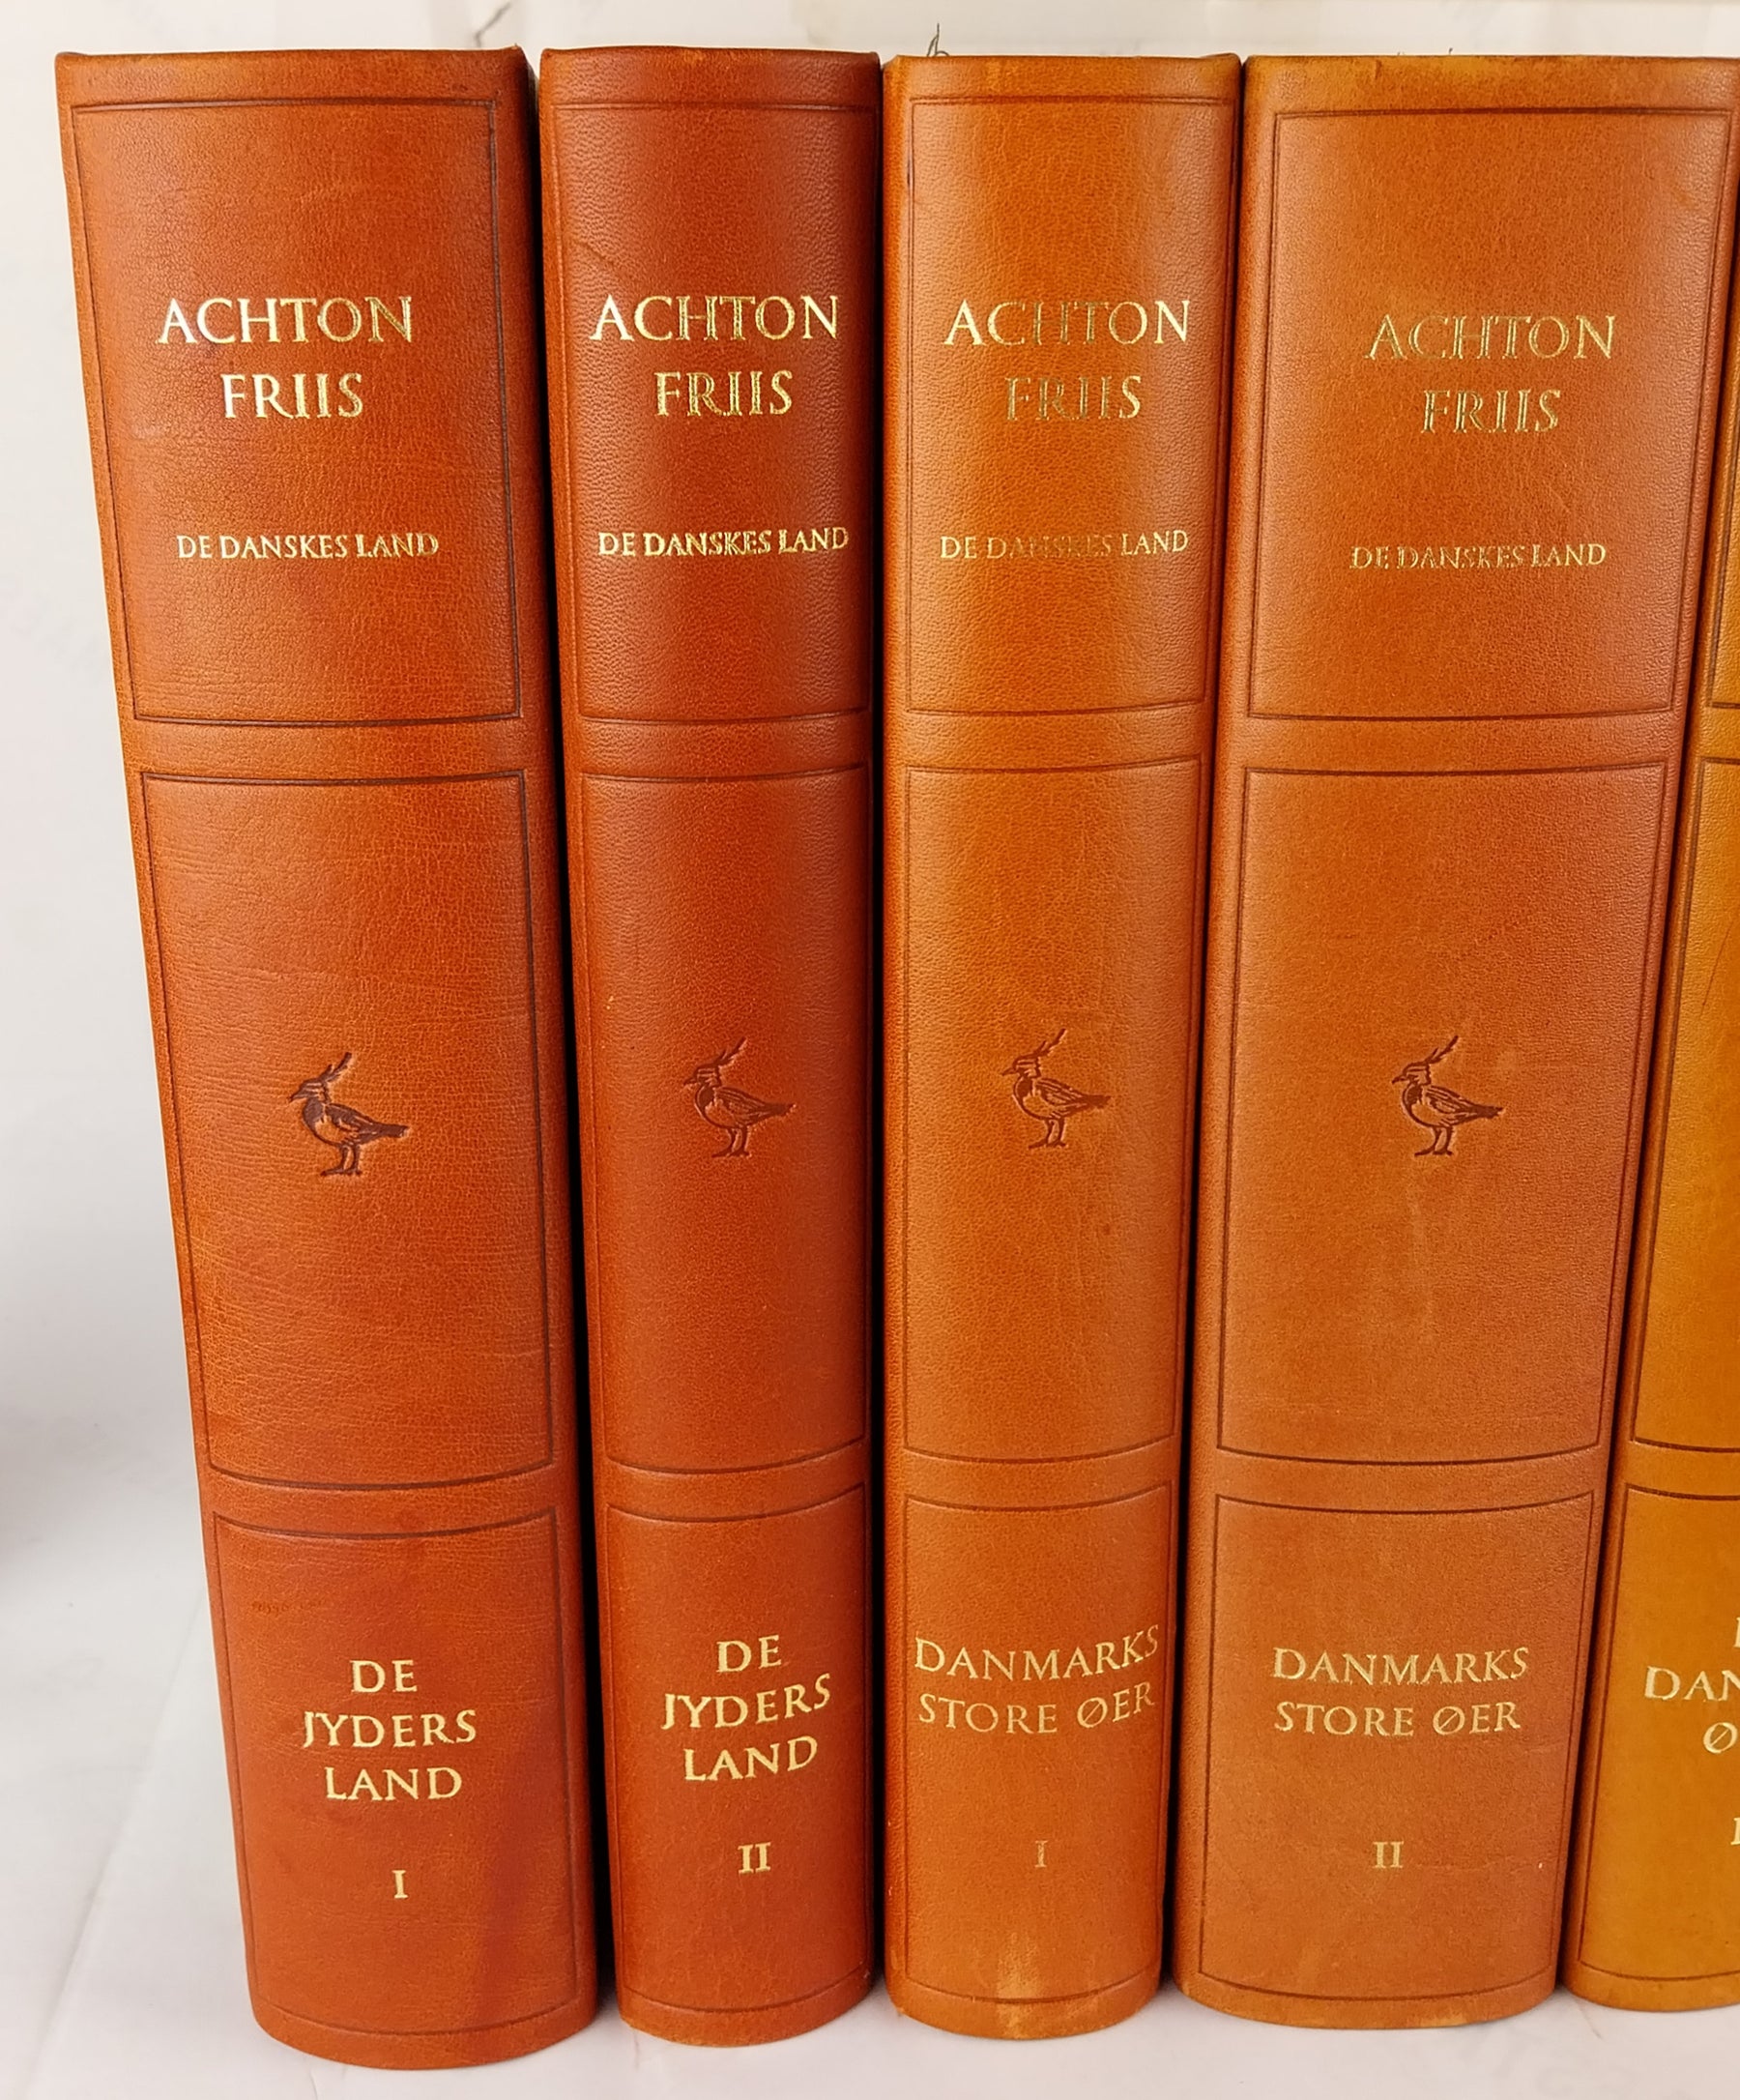 ACHTON
FRIIS
DE DANSKES LAND
DE
JYDERS
LAND
I
ACHTON
FRIIS
DE DANSKES LAND
DE
JYDERS
LAND
II
ACHTON
FRIIS
DE DANSKES LAND
DANMARKS
STORE ØER
I
ACHTON
FRIIS
DE DANSKES LAND
DANMARKS
STORE ØER
II
DAN
Ø